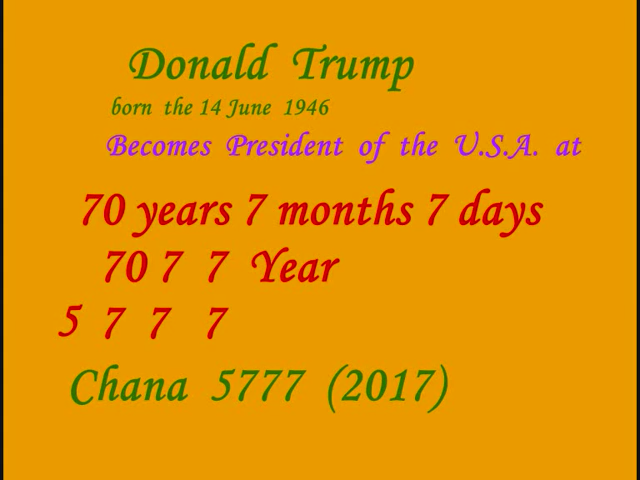 Donald Trump
born the 14 June 1946
Becomes President of the U.S.A. at
70 years 7 months 7 days
70 7 7 Year
5 7 7 7
Chana 5777 (2017)